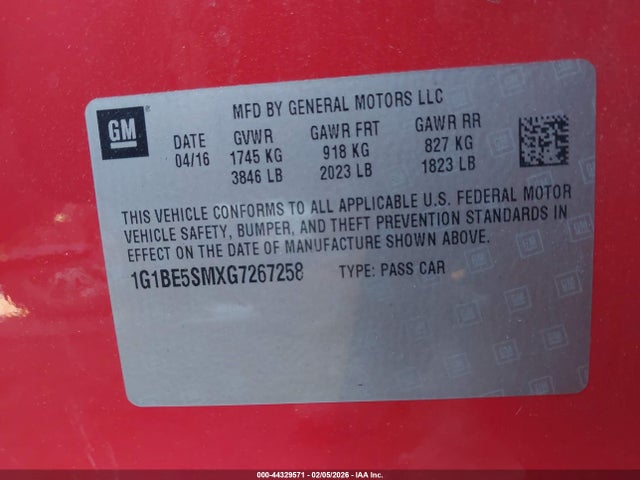 GM
MFD BY GENERAL MOTORS LLC
DATE GVWR GAWR FRT GAWR RR
04/16 1745 KG 918 KG 827 KG
3846 LB 2023 LB 1823 LB
THIS VEHICLE CONFORMS TO ALL APPLICABLE U.S. FEDERAL MOTOR
VEHICLE SAFETY, BUMPER, AND THEFT PREVENTION STANDARDS IN
EFFECT ON THE DATE OF MANUFACTURE SHOWN ABOVE.
1G1BE5SMXG7267258 TYPE: PASS CAR
000-44329571 - 02/05/2026 - IAA Inc.